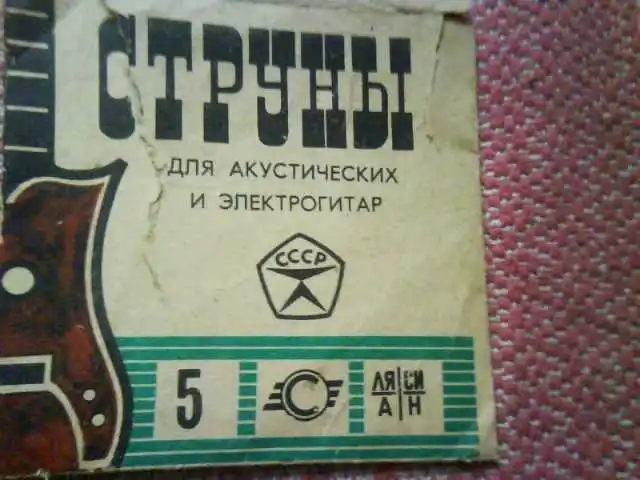 СТРУНЫ
ДЛЯ АКУСТИЧЕСКИХ
И ЭЛЕКТРОГИТАР
СССР
5
С
ЛЯ СИ
А Н